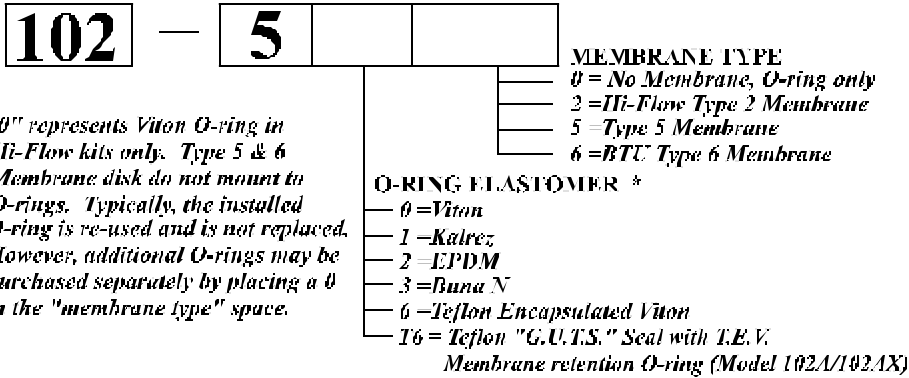 102 — 5
MEMBRANE TYPE
0 = No Membrane, O-ring only
2 =Hi-Flow Type 2 Membrane
5 =Type 5 Membrane
6 =BTU Type 6 Membrane
0" represents Viton O-ring in
Hi-Flow kits only. Type 5 & 6
Membrane disk do not mount to
O-rings. Typically, the installed
O-ring is re-used and is not replaced.
However, additional O-rings may be
purchased separately by placing a 0
in the "membrane type" space.
O-RING ELASTOMER *
0 =Viton
1 =Kalrez
2 =EPDM
3 =Buna N
6 =Teflon Encapsulated Viton
T6 = Teflon "G.U.T.S." Seal with T.E.V.
Membrane retention O-ring (Model 102A/102AX)